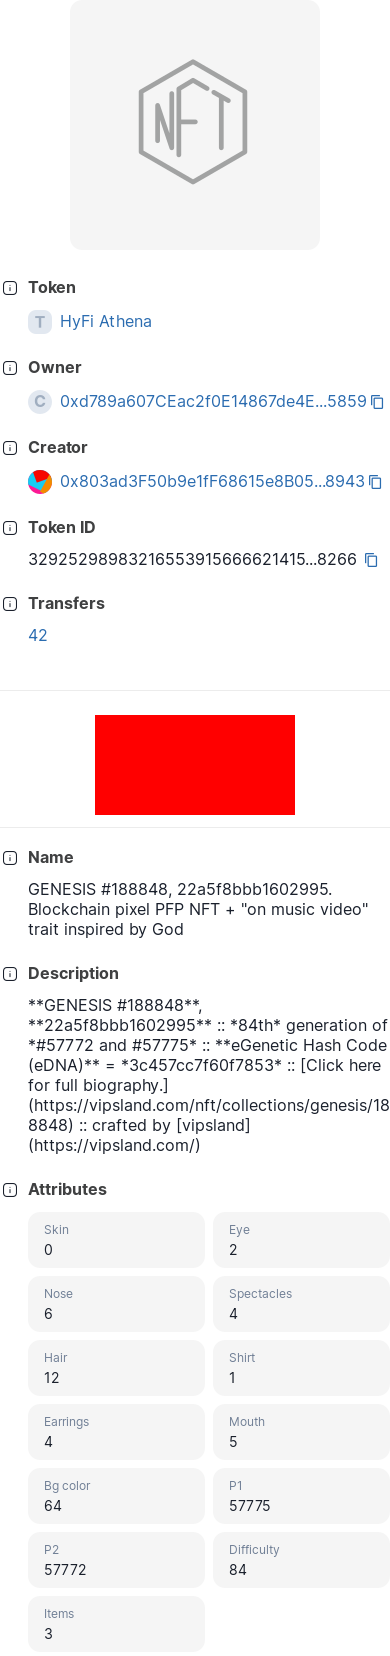 NFT
Token
T HyFi Athena
Owner
C 0xd789a607CEac2f0E14867de4E...5859
Creator
0x803ad3F50b9e1fF68615e8B05...8943
Token ID
32925298983216553915666621415...8266
Transfers
42
Name
GENESIS #188848, 22a5f8bbb1602995.
Blockchain pixel PFP NFT + "on music video"
trait inspired by God
Description
**GENESIS #188848**,
**22a5f8bbb1602995** :: *84th* generation of
*#57772 and #57775* :: **eGenetic Hash Code
(eDNA)** = *3c457cc7f60f7853* :: [Click here
for full biography.]
(https://vipsland.com/nft/collections/genesis/18
8848) :: crafted by [vipsland]
(https://vipsland.com/)
Attributes
Skin
0
Eye
2
Nose
6
Spectacles
4
Hair
12
Shirt
1
Earrings
4
Mouth
5
Bg color
64
P1
57775
P2
57772
Difficulty
84
Items
3